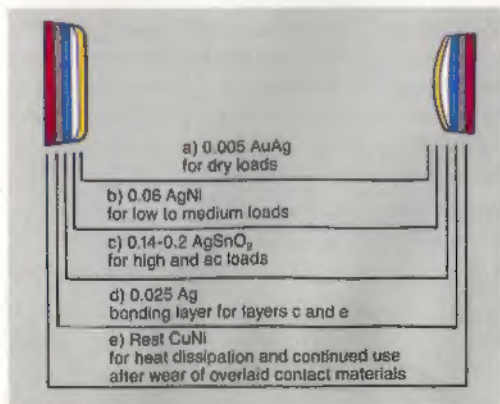 a) 0.005 AuAg
for dry loads
b) 0.06 AgNi
for low to medium loads
c) 0.14-0.2 AgSnO₂
for high and ac loads
d) 0.025 Ag
bonding layer for layers c and e
e) Rest CuNi
for heat dissipation and continued use
after wear of overlaid contact materials